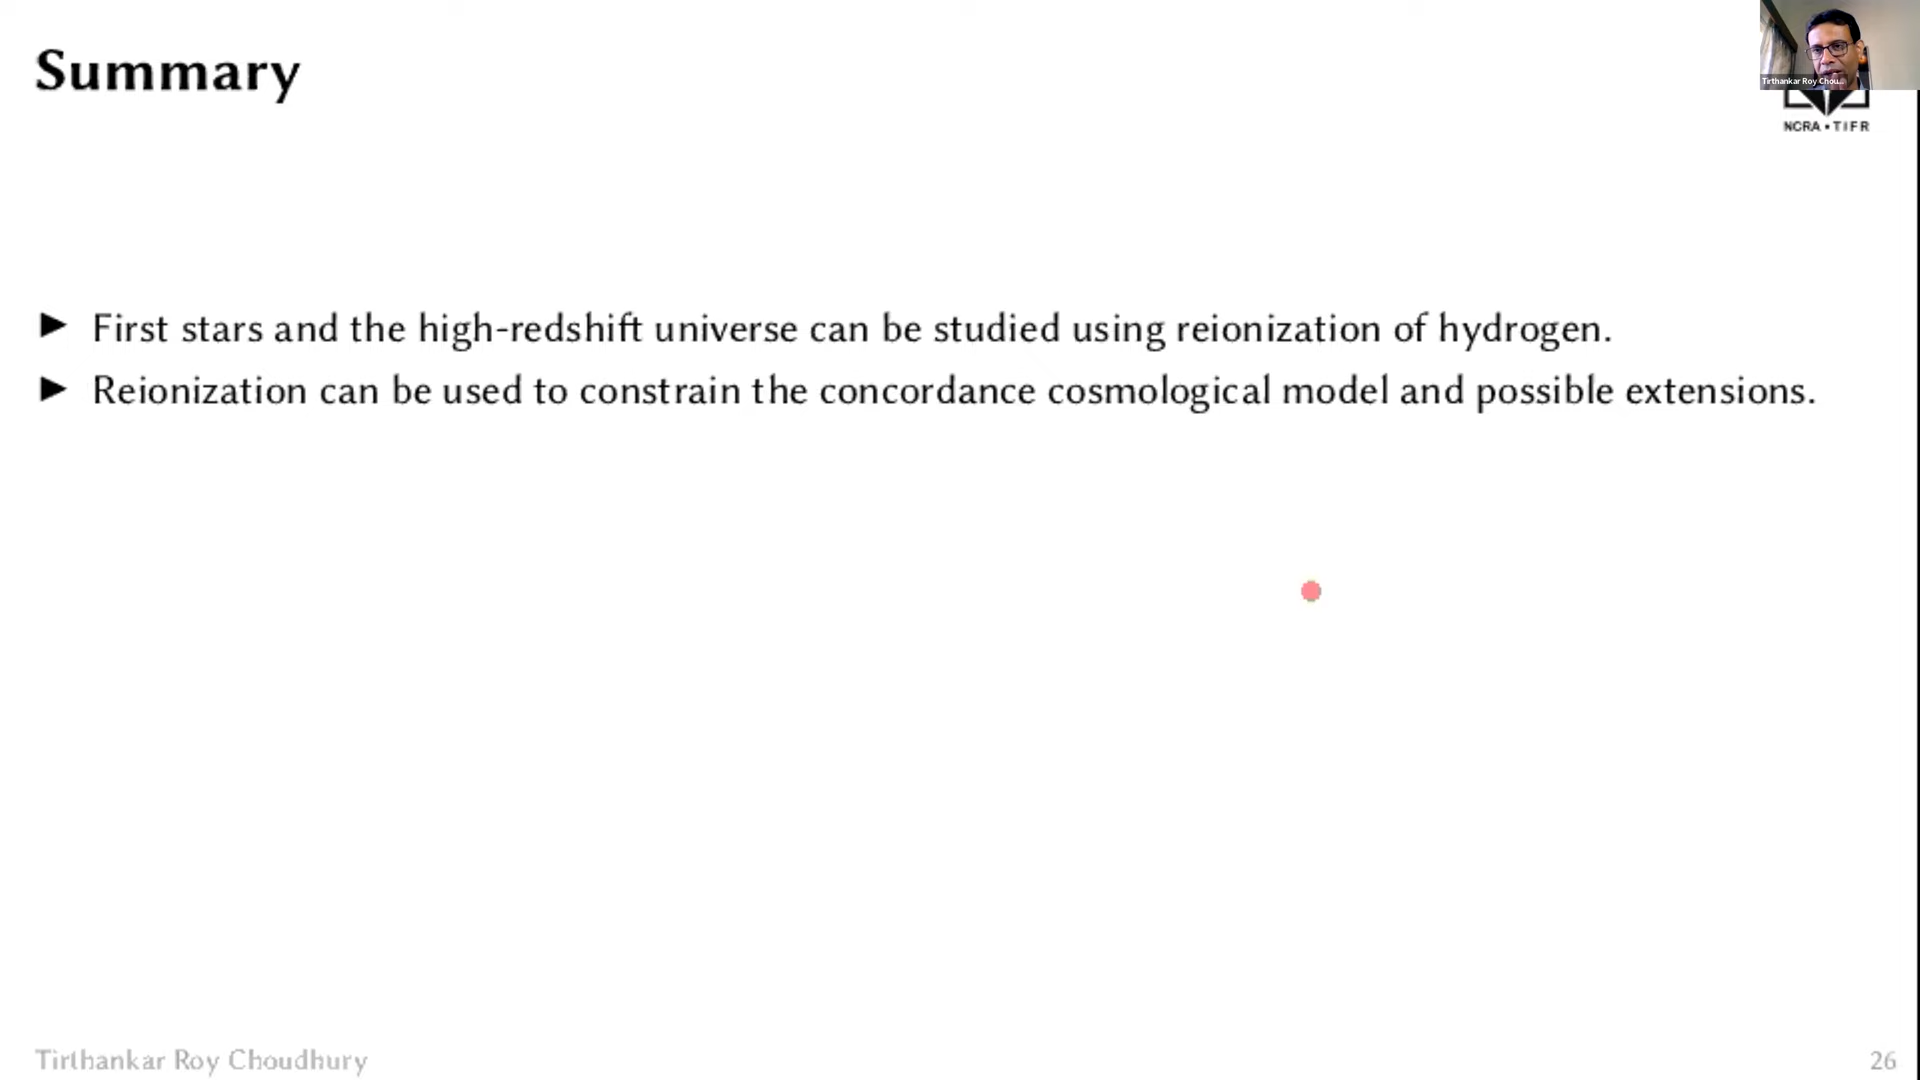 Summary
Tirthankar Roy Chou...
NCRA • TIFR
► First stars and the high-redshift universe can be studied using reionization of hydrogen.
► Reionization can be used to constrain the concordance cosmological model and possible extensions.
Tirthankar Roy Choudhury
26